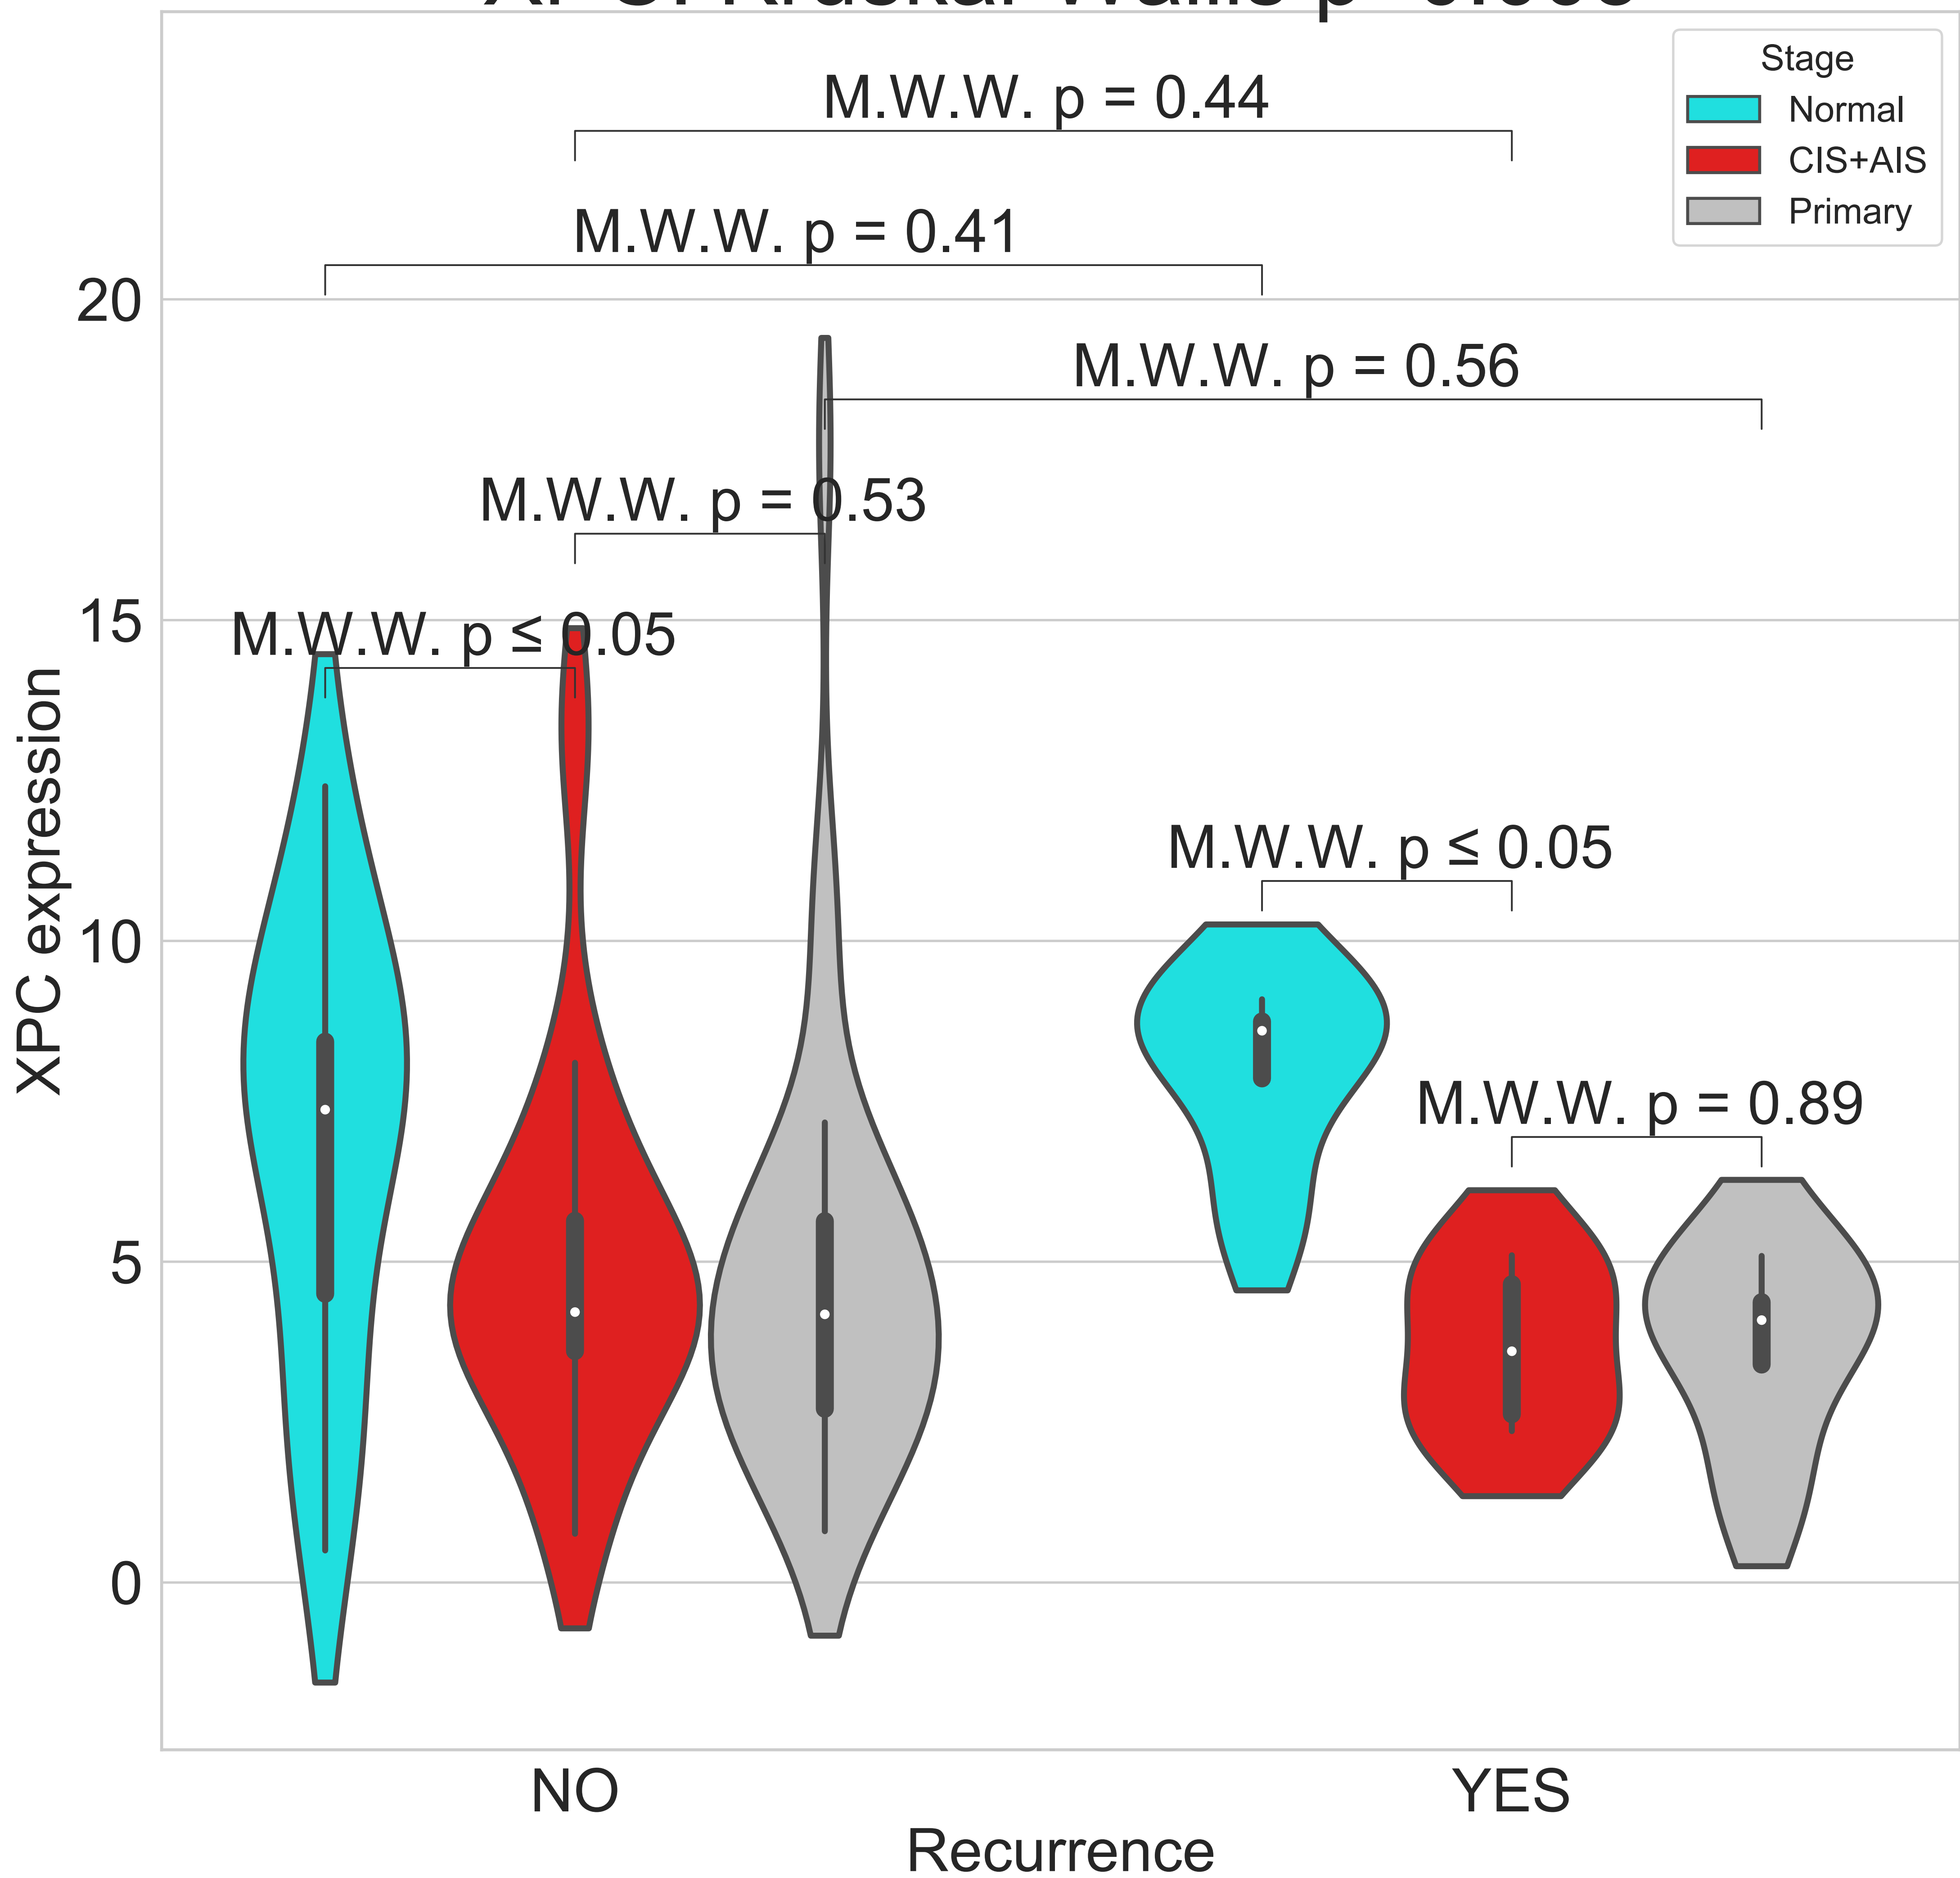 Stage
Normal
CIS+AIS
Primary
M.W.W. p = 0.44
M.W.W. p = 0.41
M.W.W. p = 0.56
M.W.W. p = 0.53
M.W.W. p ≤ 0.05
M.W.W. p ≤ 0.05
M.W.W. p = 0.89
20
15
10
5
0
XPC expression
NO
YES
Recurrence